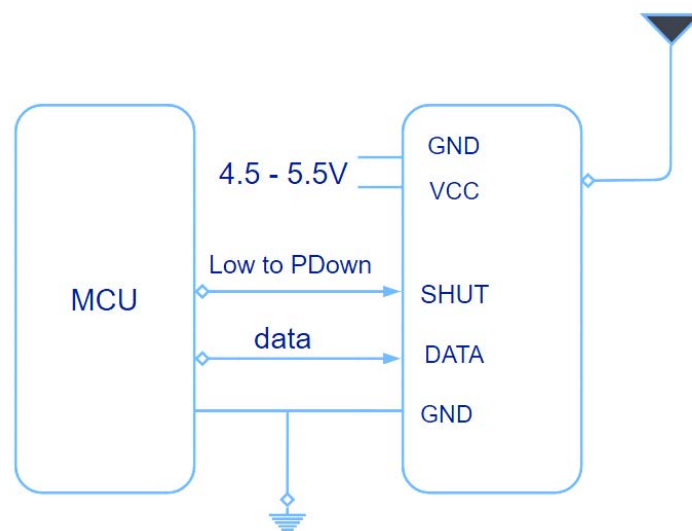 GND
4.5 - 5.5V
VCC
Low to PDown
MCU
SHUT
data
DATA
GND